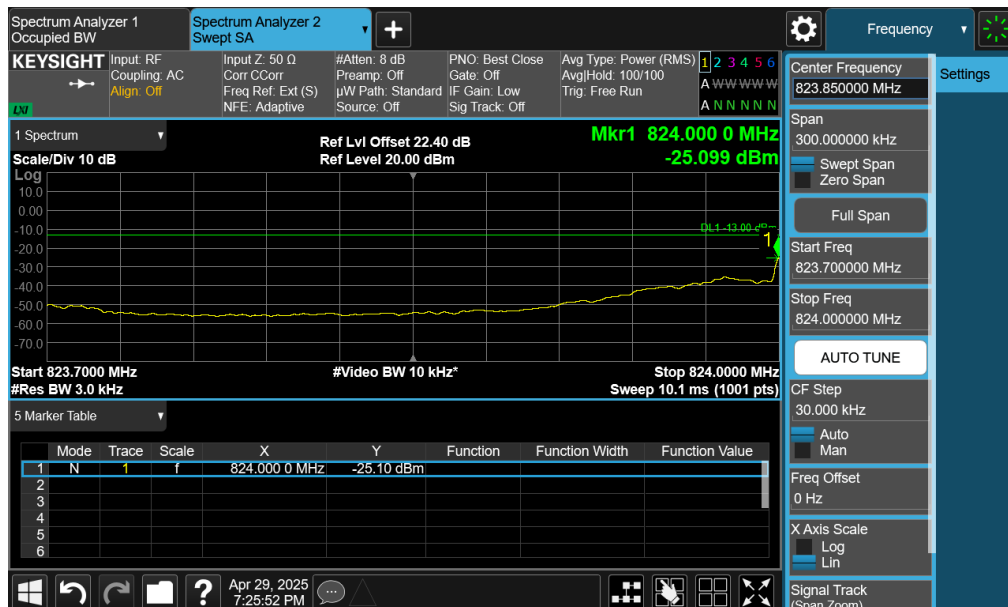 Spectrum Analyzer 1
Occupied BW
Spectrum Analyzer 2
Swept SA
▼
+
Frequency
▼
KEYSIGHT
LXI
Input: RF
Coupling: AC
Align: Off
Input Z: 50 Ω
Corr CCorr
Freq Ref: Ext (S)
NFE: Adaptive
#Atten: 8 dB
Preamp: Off
µW Path: Standard
Source: Off
PNO: Best Close
Gate: Off
IF Gain: Low
Sig Track: Off
Avg Type: Power (RMS)
Avg|Hold: 100/100
Trig: Free Run
1 2 3 4 5 6
A W W W W W
A N N N N N
1 Spectrum
▼
Scale/Div 10 dB
Ref Lvl Offset 22.40 dB
Ref Level 20.00 dBm
Mkr1 824.000 0 MHz
-25.099 dBm
Log
10.0
0.00
-10.0
-20.0
-30.0
-40.0
-50.0
-60.0
-70.0
DL1 -13.00 dBm
1
Start 823.7000 MHz
#Res BW 3.0 kHz
#Video BW 10 kHz*
Stop 824.0000 MHz
Sweep 10.1 ms (1001 pts)
5 Marker Table
▼
Mode Trace Scale X Y Function Function Width Function Value
1 N 1 f 824.000 0 MHz -25.10 dBm
2
3
4
5
6
Apr 29, 2025
7:25:52 PM
?
Center Frequency
823.850000 MHz
Span
300.000000 kHz
Swept Span
Zero Span
Full Span
Start Freq
823.700000 MHz
Stop Freq
824.000000 MHz
AUTO TUNE
CF Step
30.000 kHz
Auto
Man
Freq Offset
0 Hz
X Axis Scale
Log
Lin
Signal Track
(Span Zoom)
Settings